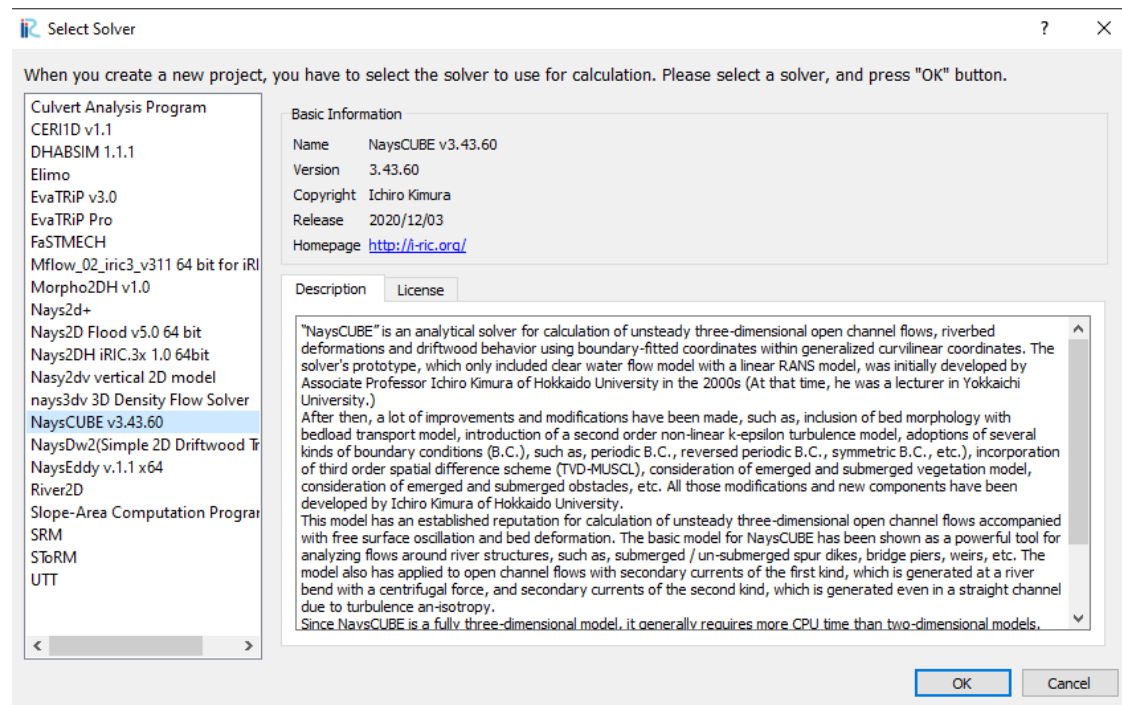 Select Solver
When you create a new project, you have to select the solver to use for calculation. Please select a solver, and press "OK" button.
Culvert Analysis Program
CERI1D v1.1
DHABSIM 1.1.1
Elimo
EvaTRiP v3.0
EvaTRiP Pro
FaSTMECH
Mflow_02_iric3_v311 64 bit for iRI
Morpho2DH v1.0
Nays2d+
Nays2D Flood v5.0 64 bit
Nays2DH iRIC.3x 1.0 64bit
Nasy2dv vertical 2D model
nays3dv 3D Density Flow Solver
NaysCUBE v3.43.60
NaysDw2(Simple 2D Driftwood Tr
NaysEddy v.1.1 x64
River2D
Slope-Area Computation Progra
SRM
SToRM
UTT
Basic Information
Name NaysCUBE v3.43.60
Version 3.43.60
Copyright Ichiro Kimura
Release 2020/12/03
Homepage http://i-ric.org/
Description License
"NaysCUBE" is an analytical solver for calculation of unsteady three-dimensional open channel flows, riverbed
deformations and driftwood behavior using boundary-fitted coordinates within generalized curvilinear coordinates. The
solver's prototype, which only included clear water flow model with a linear RANS model, was initially developed by
Associate Professor Ichiro Kimura of Hokkaido University in the 2000s (At that time, he was a lecturer in Yokkaichi
University.)
After then, a lot of improvements and modifications have been made, such as, inclusion of bed morphology with
bedload transport model, introduction of a second order non-linear k-epsilon turbulence model, adoptions of several
kinds of boundary conditions (B.C.), such as, periodic B.C., reversed periodic B.C., symmetric B.C., etc.), incorporation
of third order spatial difference scheme (TVD-MUSCL), consideration of emerged and submerged vegetation model,
consideration of emerged and submerged obstacles, etc. All those modifications and new components have been
developed by Ichiro Kimura of Hokkaido University.
This model has an established reputation for calculation of unsteady three-dimensional open channel flows accompanied
with free surface oscillation and bed deformation. The basic model for NaysCUBE has been shown as a powerful tool for
analyzing flows around river structures, such as, submerged / un-submerged spur dikes, bridge piers, weirs, etc. The
model also has applied to open channel flows with secondary currents of the first kind, which is generated at a river
bend with a centrifugal force, and secondary currents of the second kind, which is generated even in a straight channel
due to turbulence an-isotropy.
Since NaysCUBE is a fully three-dimensional model, it generally requires more CPU time than two-dimensional models.
OK Cancel